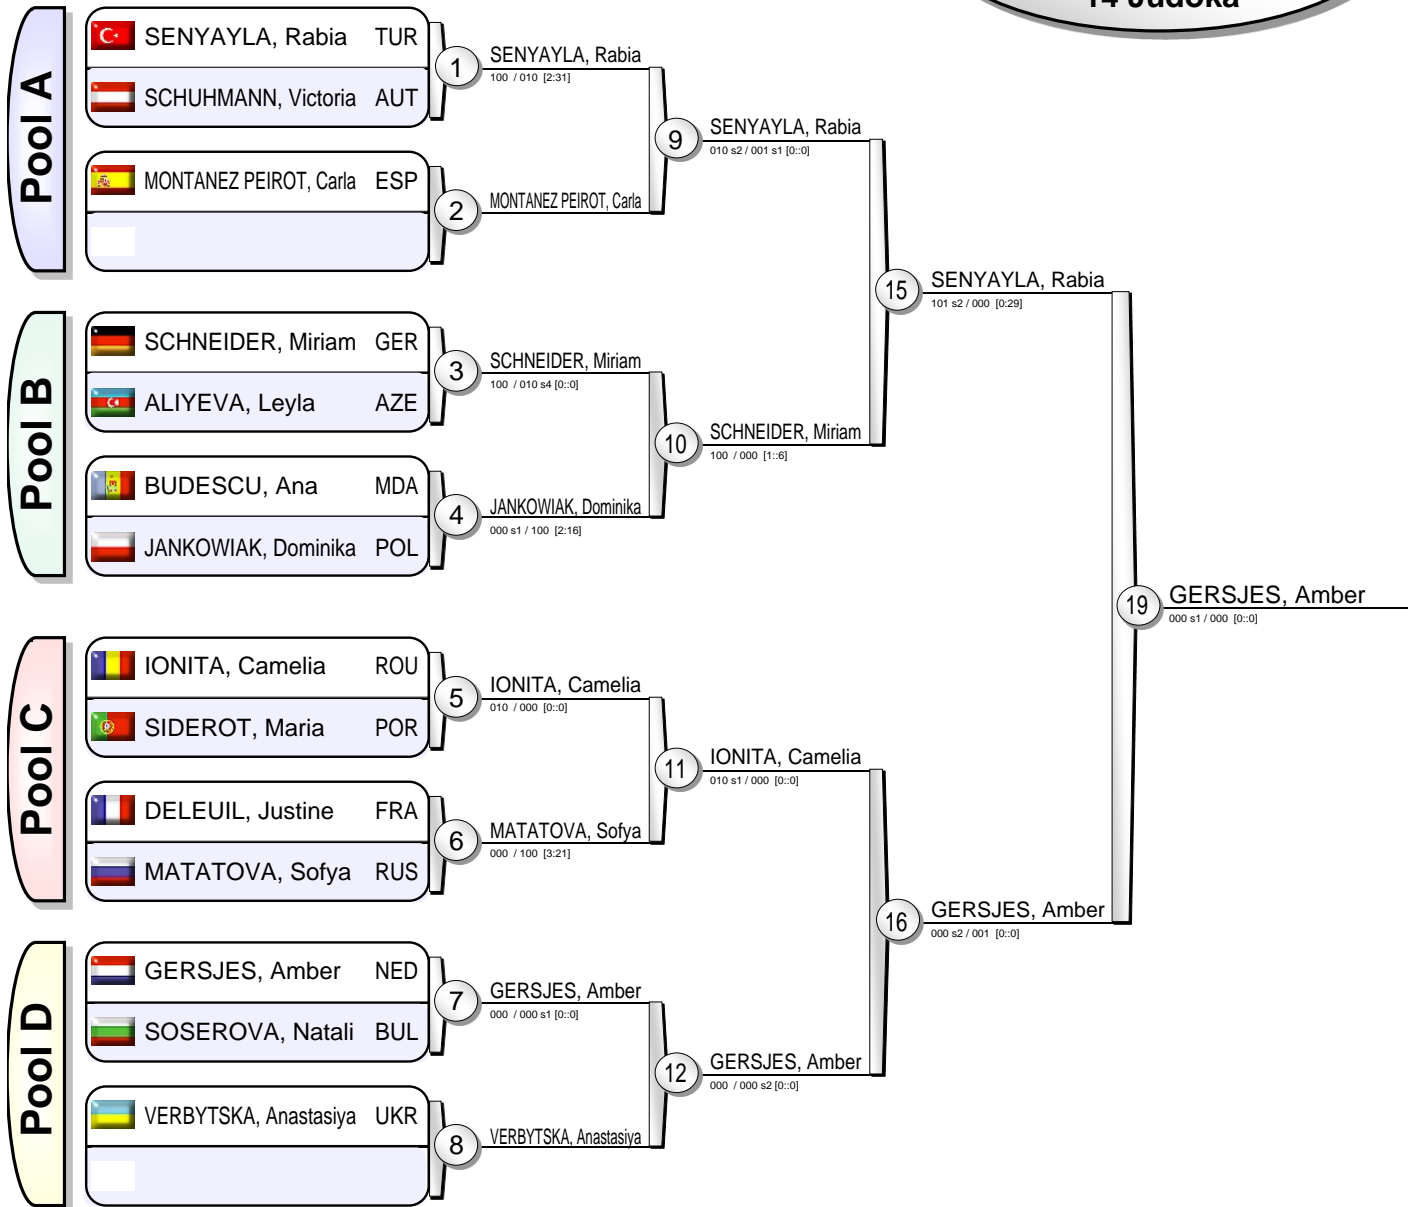 14 Judoka
Pool A
SENYAYLA, Rabia TUR
SCHUHMANN, Victoria AUT
1
SENYAYLA, Rabia
100 / 010 [2:31]
MONTANEZ PEIROT, Carla ESP
2
MONTANEZ PEIROT, Carla
9
SENYAYLA, Rabia
010 s2 / 001 s1 [0::0]
Pool B
SCHNEIDER, Miriam GER
ALIYEVA, Leyla AZE
3
SCHNEIDER, Miriam
100 / 010 s4 [0::0]
BUDESCU, Ana MDA
JANKOWIAK, Dominika POL
4
JANKOWIAK, Dominika
000 s1 / 100 [2:16]
10
SCHNEIDER, Miriam
100 / 000 [1::6]
15
SENYAYLA, Rabia
101 s2 / 000 [0:29]
Pool C
IONITA, Camelia ROU
SIDEROT, Maria POR
5
IONITA, Camelia
010 / 000 [0::0]
DELEUIL, Justine FRA
MATATOVA, Sofya RUS
6
MATATOVA, Sofya
000 / 100 [3:21]
11
IONITA, Camelia
010 s1 / 000 [0::0]
Pool D
GERSJES, Amber NED
SOSEROVA, Natali BUL
7
GERSJES, Amber
000 / 000 s1 [0::0]
VERBYTSKA, Anastasiya UKR
8
VERBYTSKA, Anastasiya
12
GERSJES, Amber
000 / 000 s2 [0::0]
16
GERSJES, Amber
000 s2 / 001 [0::0]
19
GERSJES, Amber
000 s1 / 000 [0::0]